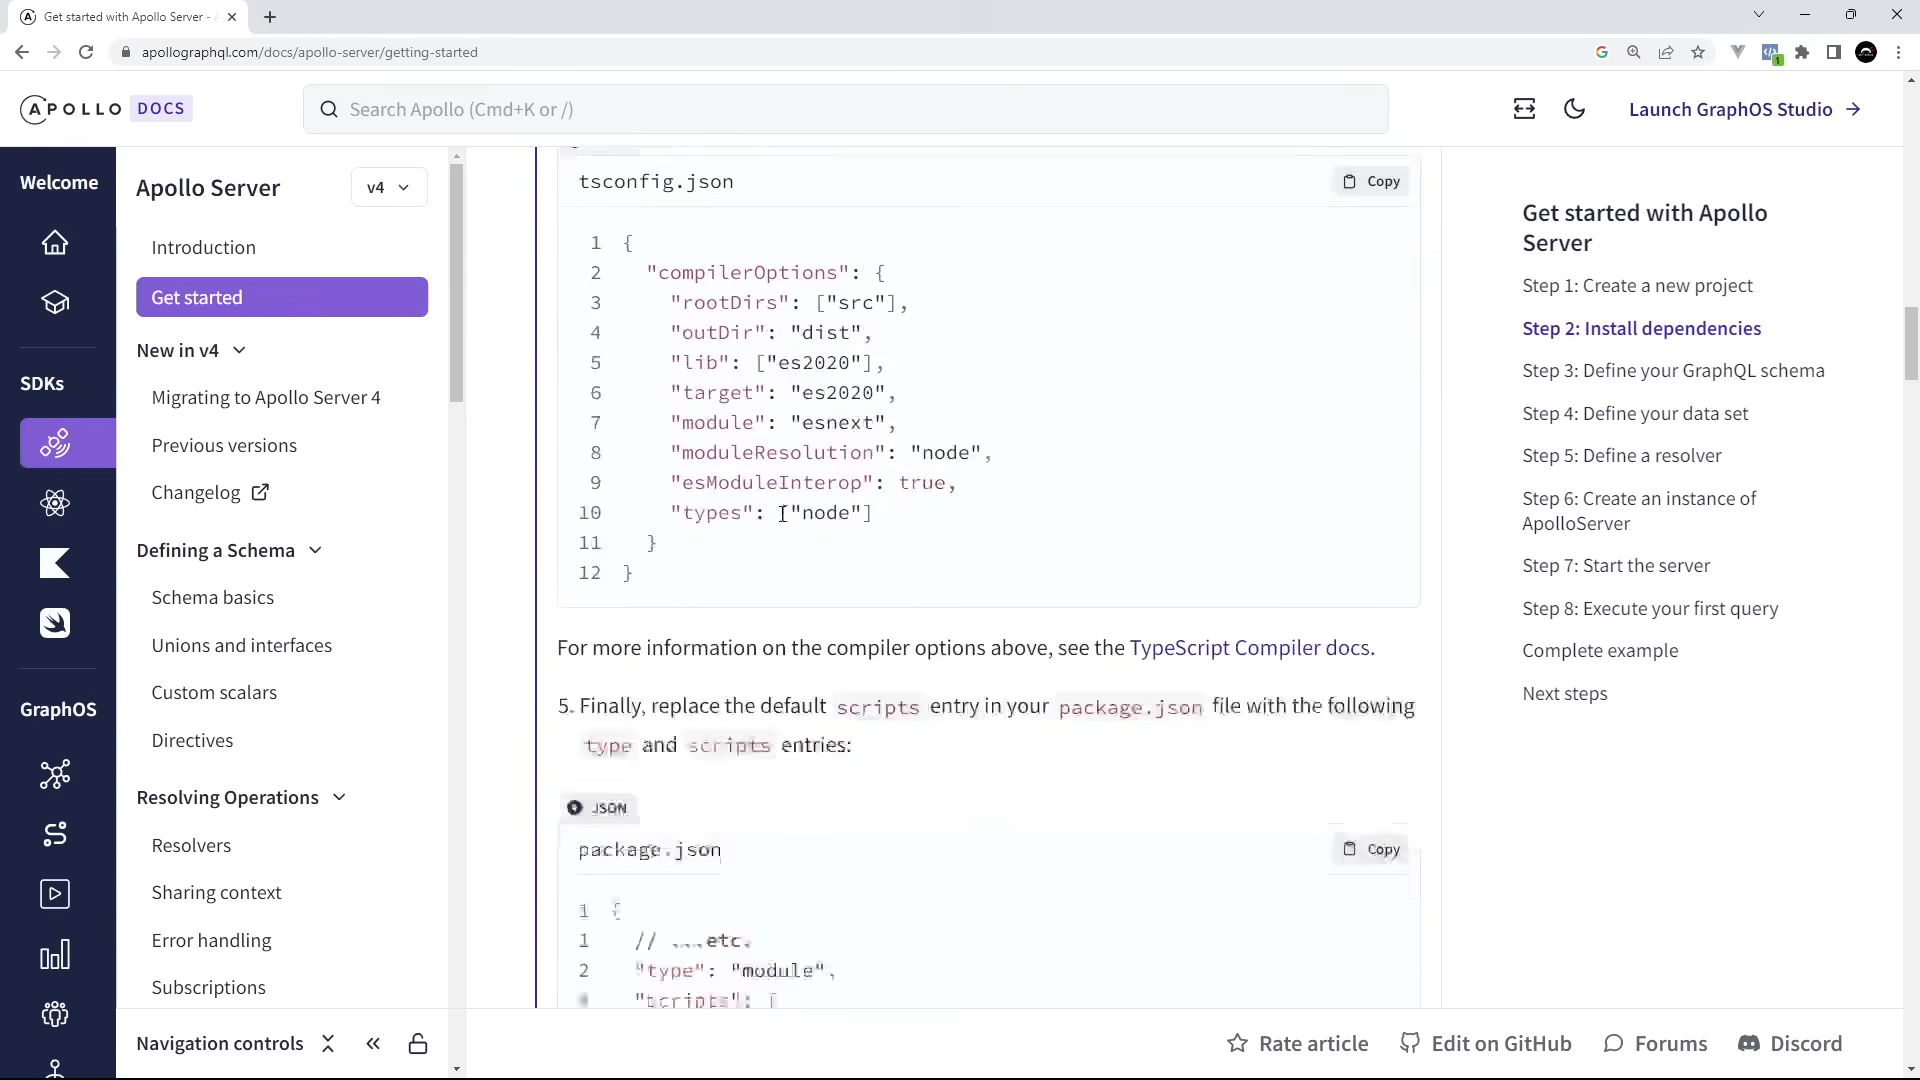 Get started with Apollo Server -
apollographql.com/docs/apollo-server/getting-started
1
APOLLO DOCS
Search Apollo (Cmd+K or /)
Launch GraphOS Studio
Welcome
SDKs
GraphOS
Apollo Server
v4
Introduction
Get started
New in v4
Migrating to Apollo Server 4
Previous versions
Changelog
Defining a Schema
Schema basics
Unions and interfaces
Custom scalars
Directives
Resolving Operations
Resolvers
Sharing context
Error handling
Subscriptions
Navigation controls
tsconfig.json
Copy
1 {
2 "compilerOptions": {
3 "rootDirs": ["src"],
4 "outDir": "dist",
5 "lib": ["es2020"],
6 "target": "es2020",
7 "module": "esnext",
8 "moduleResolution": "node",
9 "esModuleInterop": true,
10 "types": ["node"]
11 }
12 }
For more information on the compiler options above, see the TypeScript Compiler docs.
5. Finally, replace the default scripts entry in your package.json file with the following
type and scripts entries:
JSON
package.json
Copy
1 {
1 // ...etc.
2 "type": "module",
"scripts": {
Get started with Apollo
Server
Step 1: Create a new project
Step 2: Install dependencies
Step 3: Define your GraphQL schema
Step 4: Define your data set
Step 5: Define a resolver
Step 6: Create an instance of
ApolloServer
Step 7: Start the server
Step 8: Execute your first query
Complete example
Next steps
Rate article
Edit on GitHub
Forums
Discord